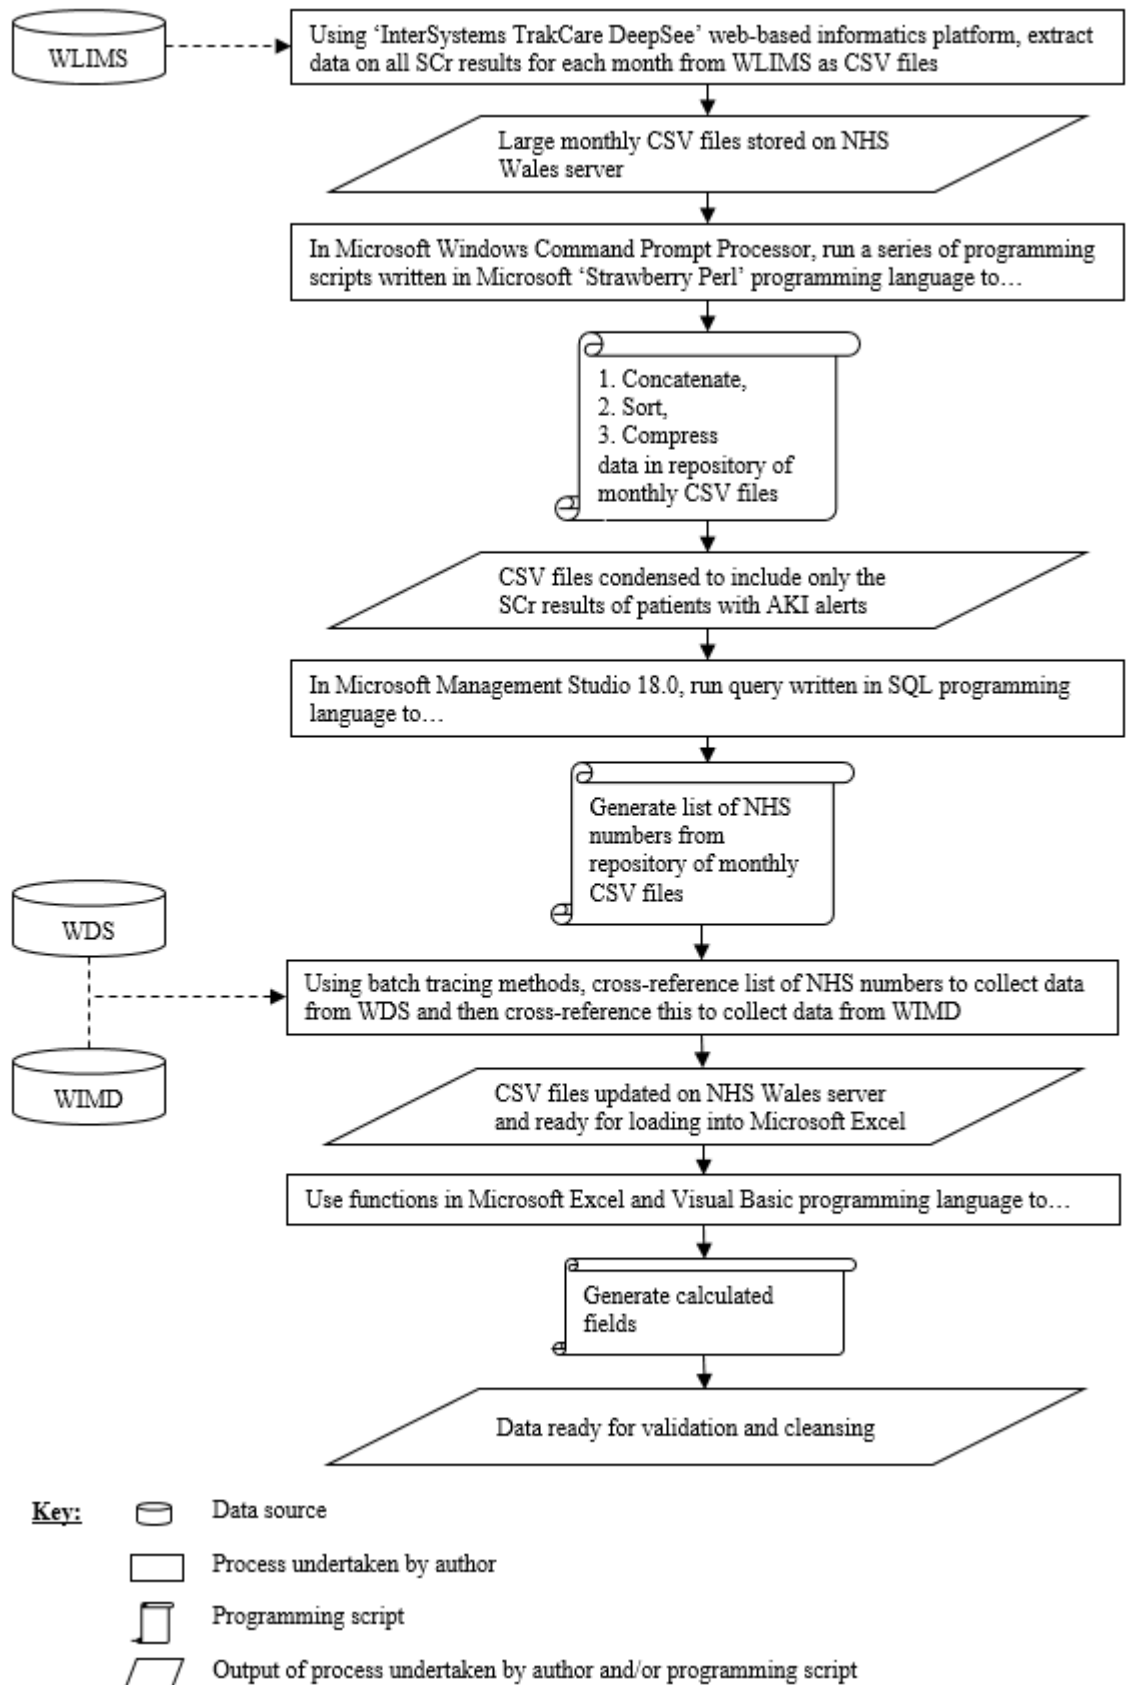 WLIMS
Using ‘InterSystems TrakCare DeepSee’ web-based informatics platform, extract
data on all SCr results for each month from WLIMS as CSV files
Large monthly CSV files stored on NHS
Wales server
In Microsoft Windows Command Prompt Processor, run a series of programming
scripts written in Microsoft ‘Strawberry Perl’ programming language to…
1. Concatenate,
2. Sort,
3. Compress
data in repository of
monthly CSV files
CSV files condensed to include only the
SCr results of patients with AKI alerts
In Microsoft Management Studio 18.0, run query written in SQL programming
language to…
Generate list of NHS
numbers from
repository of monthly
CSV files
WDS
WIMD
Using batch tracing methods, cross-reference list of NHS numbers to collect data
from WDS and then cross-reference this to collect data from WIMD
CSV files updated on NHS Wales server
and ready for loading into Microsoft Excel
Use functions in Microsoft Excel and Visual Basic programming language to…
Generate calculated
fields
Data ready for validation and cleansing
Key:
Data source
Process undertaken by author
Programming script
Output of process undertaken by author and/or programming script